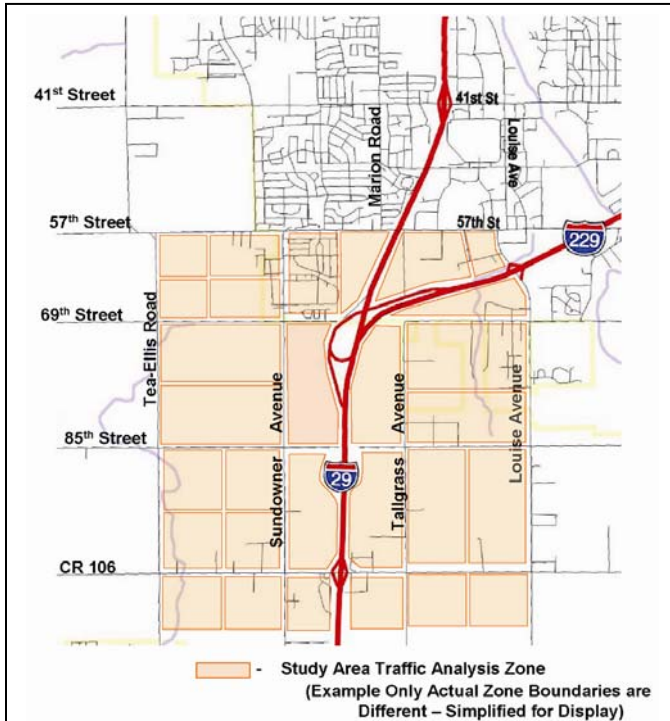 41st Street
41st St
Marion Road
Louise Ave
57th Street
57th St
229
69th Street
Tea-Ellis Road
Sundowner Avenue
Tallgrass Avenue
Louise Avenue
85th Street
29
CR 106
- Study Area Traffic Analysis Zone
(Example Only Actual Zone Boundaries are
Different – Simplified for Display)